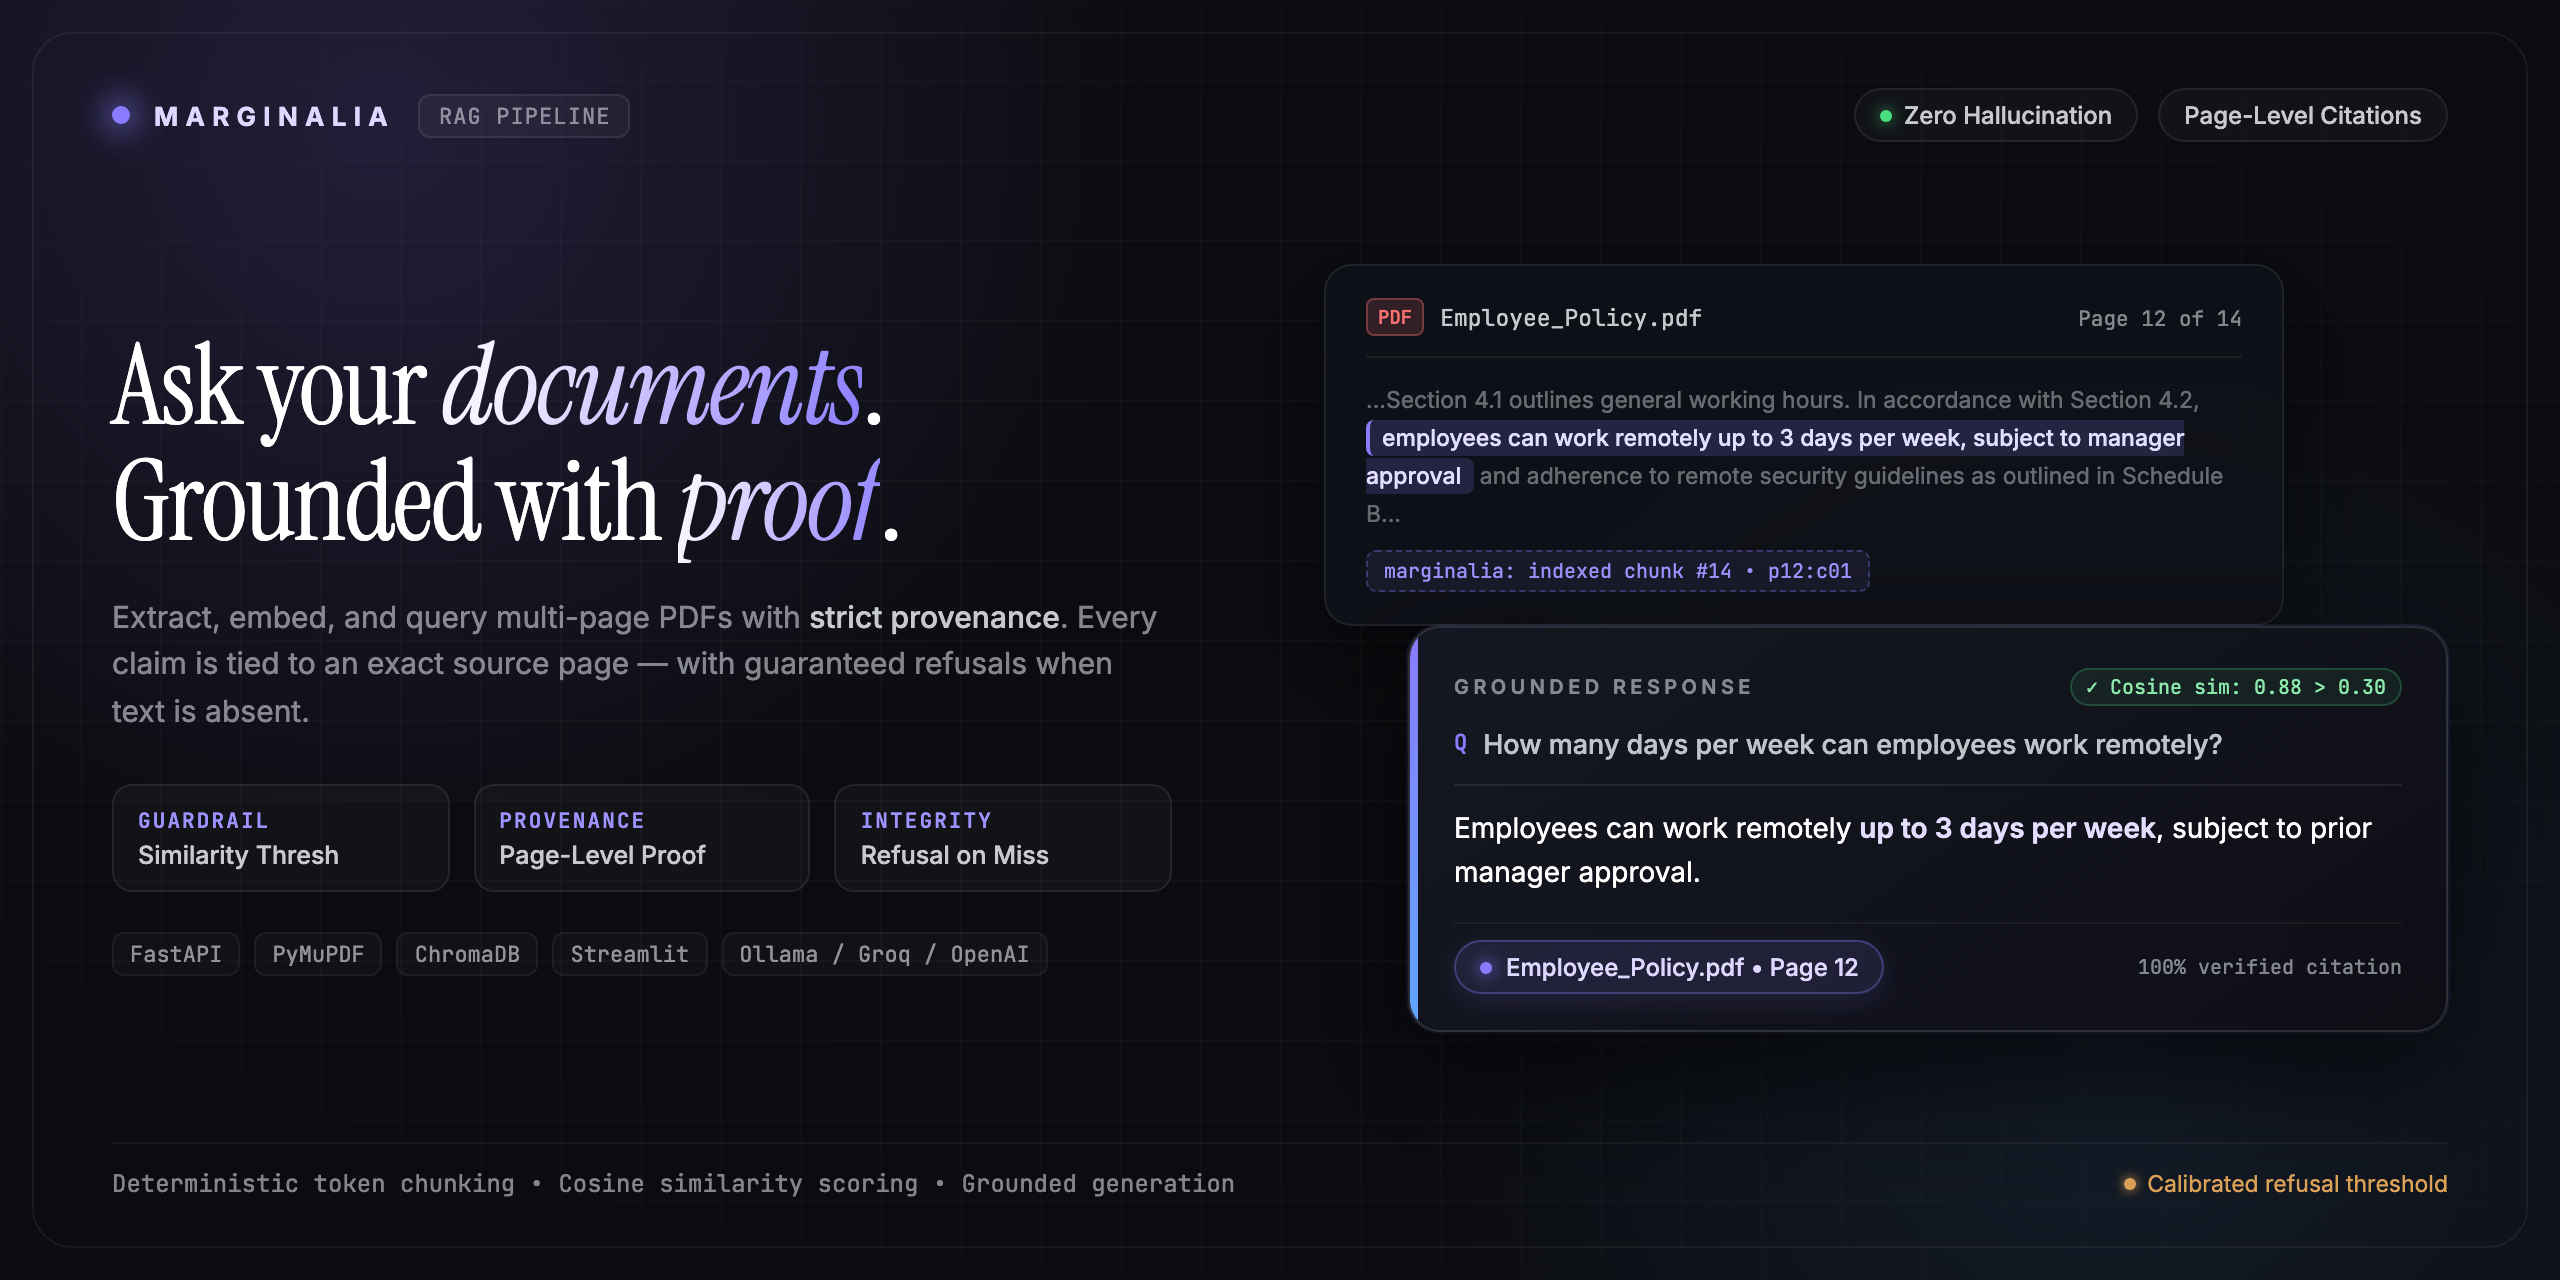 MARGINALIA
RAG PIPELINE
Zero Hallucination
Page-Level Citations
Ask your documents.
Grounded with proof.
Extract, embed, and query multi-page PDFs with strict provenance. Every
claim is tied to an exact source page — with guaranteed refusals when
text is absent.
GUARDRAIL
Similarity Thresh
PROVENANCE
Page-Level Proof
INTEGRITY
Refusal on Miss
FastAPI
PyMuPDF
ChromaDB
Streamlit
Ollama / Groq / OpenAI
PDF
Employee_Policy.pdf
Page 12 of 14
...Section 4.1 outlines general working hours. In accordance with Section 4.2,
employees can work remotely up to 3 days per week, subject to manager
approval and adherence to remote security guidelines as outlined in Schedule
B...
marginalia: indexed chunk #14 • p12:c01
GROUNDED RESPONSE
✓ Cosine sim: 0.88 > 0.30
Q How many days per week can employees work remotely?
Employees can work remotely up to 3 days per week, subject to prior
manager approval.
Employee_Policy.pdf • Page 12
100% verified citation
Deterministic token chunking • Cosine similarity scoring • Grounded generation
Calibrated refusal threshold